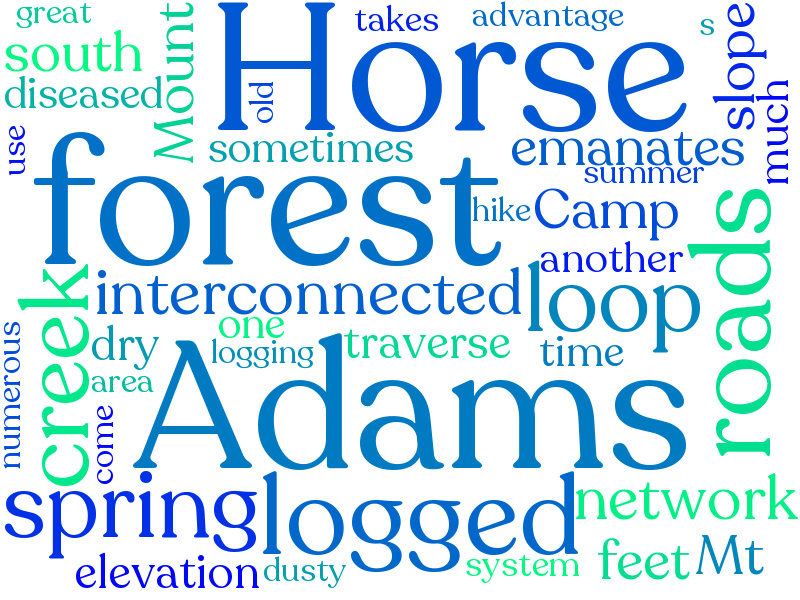 great
takes
advantage
s
south
Mount
Horse
slope
diseased
old
much
use
sometimes
emanates
forest
summer
hike
Camp
roads
another
creek
interconnected
loop
numerous
dry
one
logging
traverse
time
area
Adams
come
spring
logged
network
elevation
dusty
system
feet
Mt